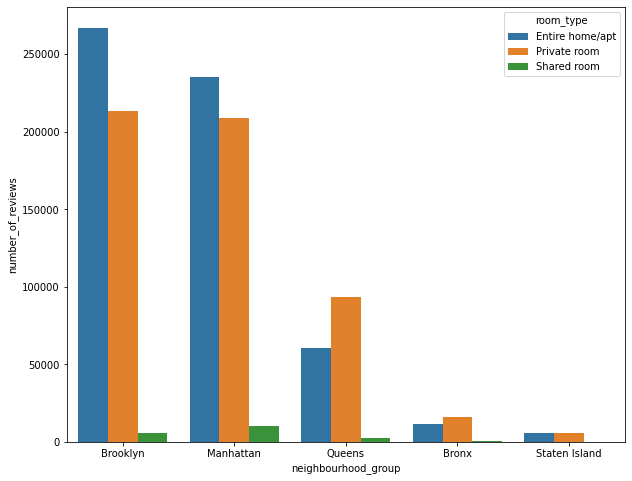 room_type
Entire home/apt
Private room
Shared room
250000
200000
150000
100000
50000
0
number_of_reviews
Brooklyn Manhattan Queens Bronx Staten Island
neighbourhood_group